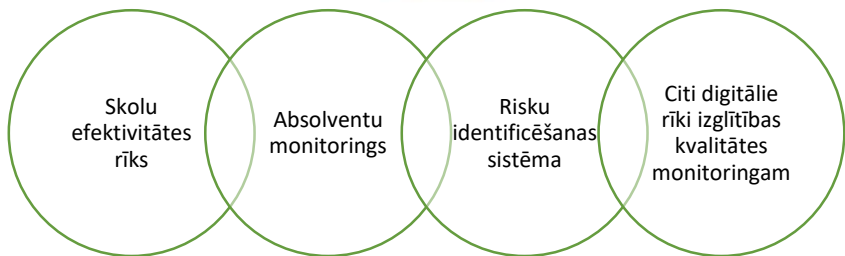 Skolu
efektivitātes
rīks
Absolventu
monitorings
Risku
identificēšanas
sistēma
Citi digitālie
rīki izglītības
kvalitātes
monitoringam